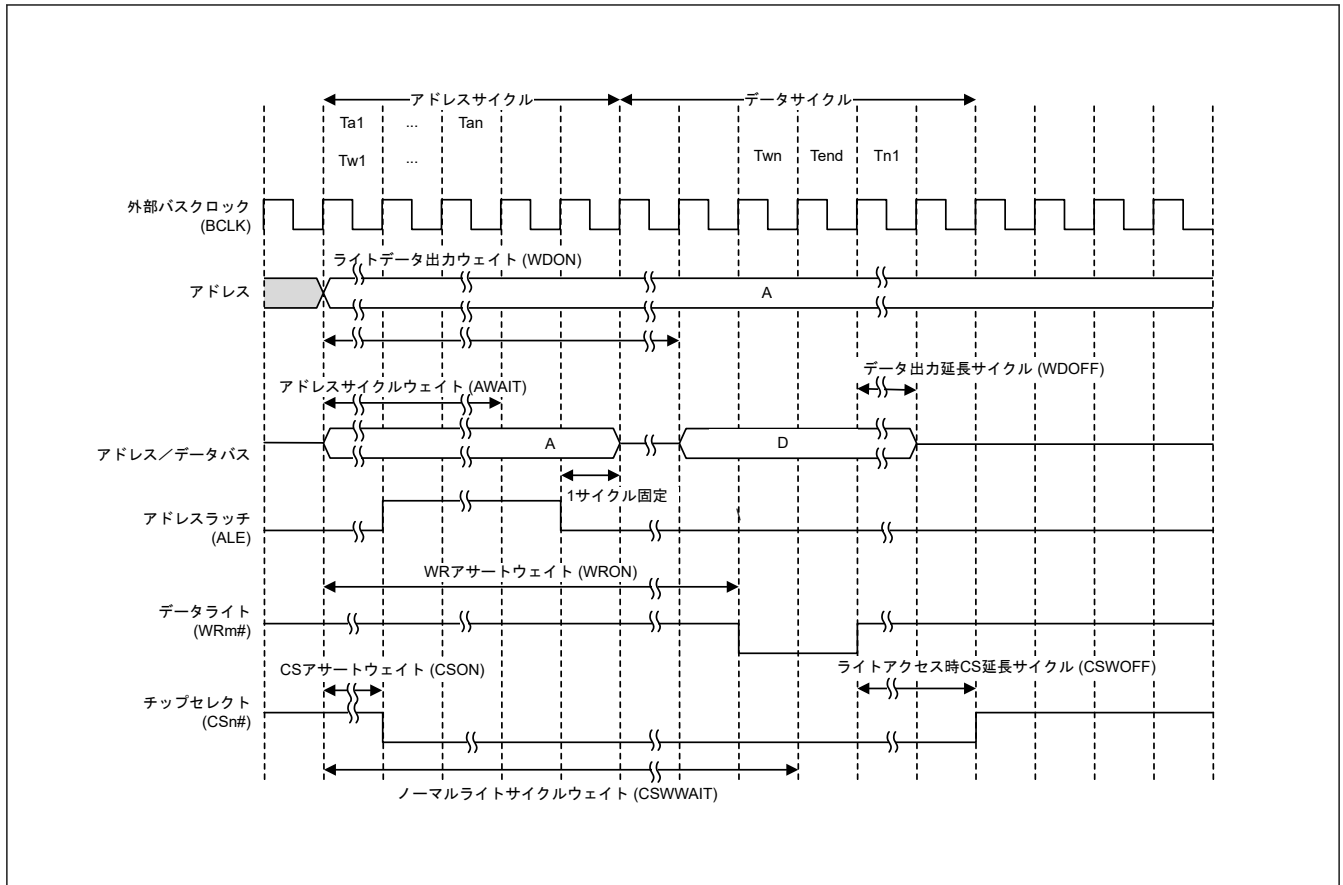 アドレスサイクル データサイクル
Ta1 ... Tan
Tw1 ... Twn Tend Tn1
外部バスクロック
(BCLK)
ライトデータ出力ウェイト (WDON)
アドレス
A
データ出力延長サイクル (WDOFF)
アドレスサイクルウェイト (AWAIT)
A D
アドレス／データバス
1サイクル固定
アドレスラッチ
(ALE)
WRアサートウェイト (WRON)
データライト
(WRm#)
CSアサートウェイト (CSON) ライトアクセス時CS延長サイクル (CSWOFF)
チップセレクト
(CSn#)
ノーマルライトサイクルウェイト (CSWWAIT)